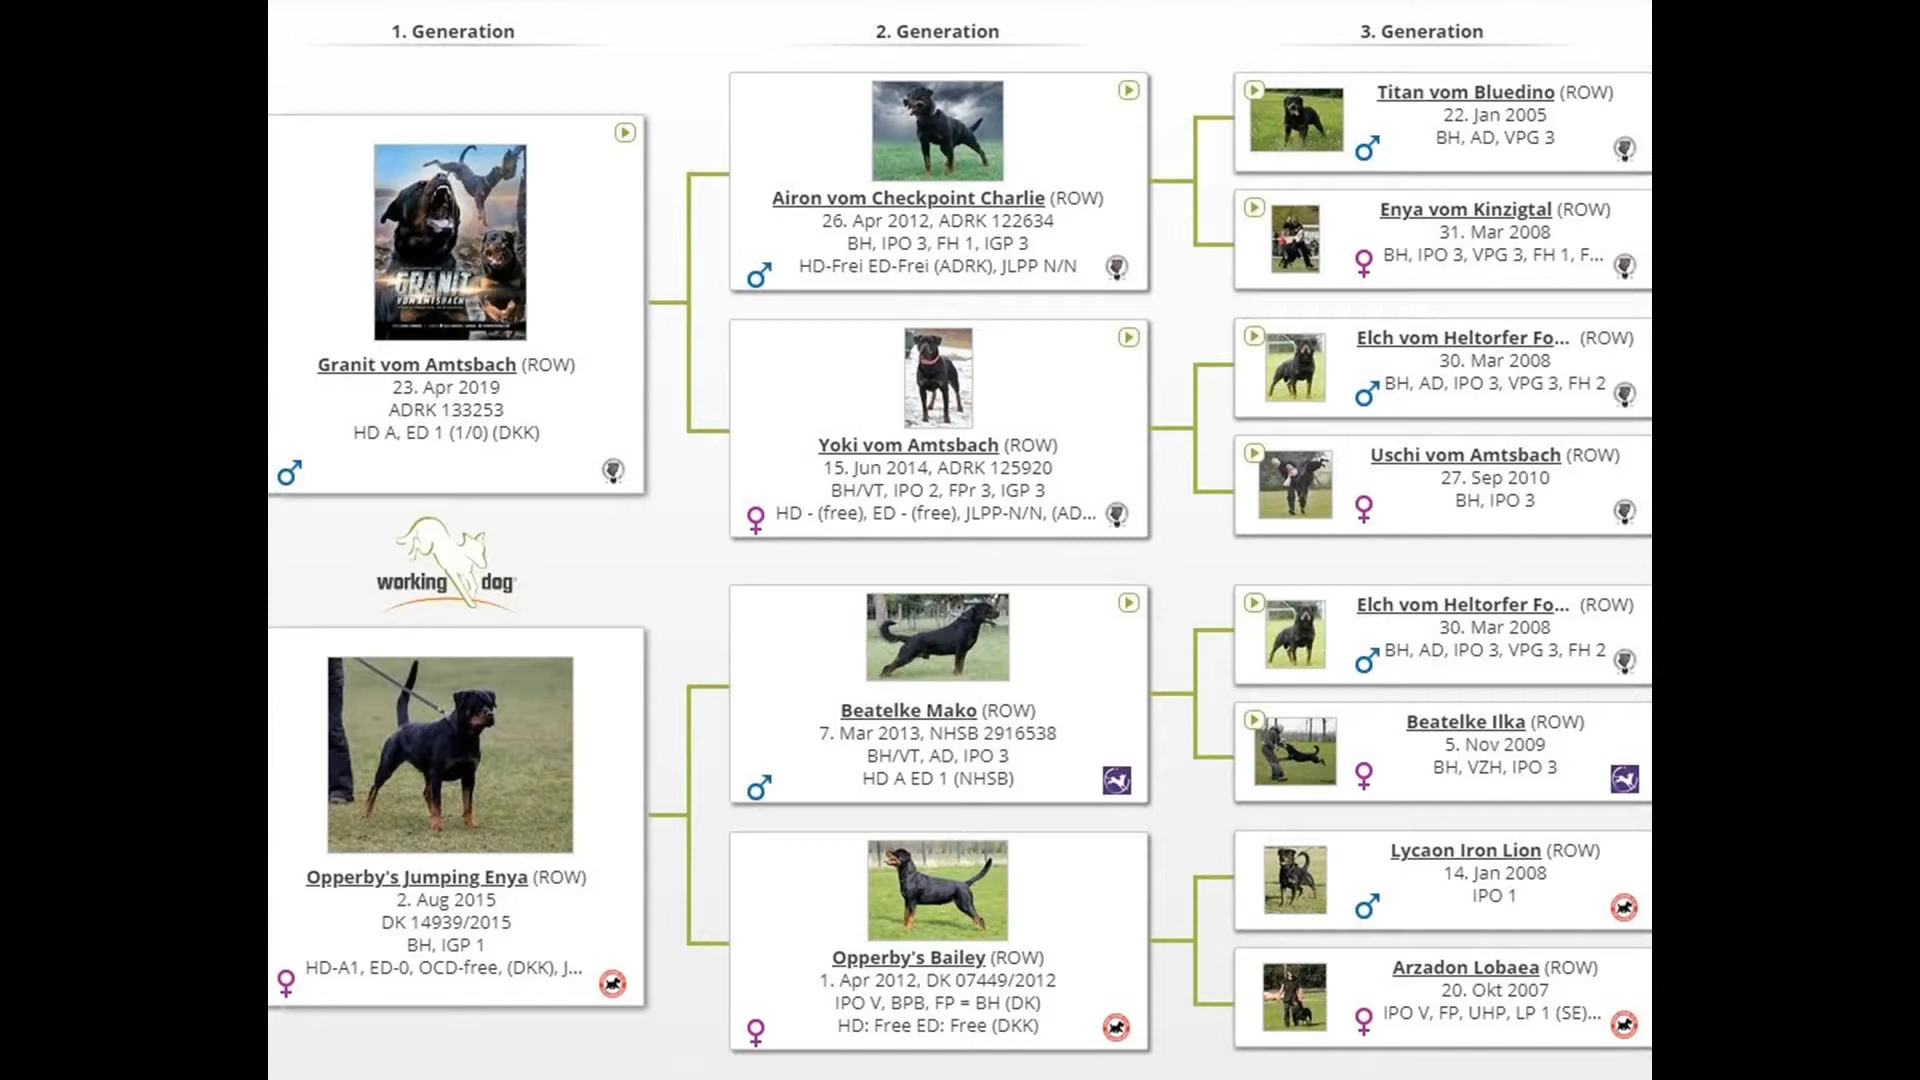 1. Generation
2. Generation
3. Generation
GRANIT
VOM AMTSBACH
Granit vom Amtsbach (ROW)
23. Apr 2019
ADRK 133253
HD A, ED 1 (1/0) (DKK)
working dog
Opperby's Jumping Enya (ROW)
2. Aug 2015
DK 14939/2015
BH, IGP 1
HD-A1, ED-0, OCD-free, (DKK), J...
Airon vom Checkpoint Charlie (ROW)
26. Apr 2012, ADRK 122634
BH, IPO 3, FH 1, IGP 3
HD-Frei ED-Frei (ADRK), JLPP N/N
Yoki vom Amtsbach (ROW)
15. Jun 2014, ADRK 125920
BH/VT, IPO 2, FPr 3, IGP 3
HD - (free), ED - (free), JLPP-N/N, (AD...
Beatelke Mako (ROW)
7. Mar 2013, NHSB 2916538
BH/VT, AD, IPO 3
HD A ED 1 (NHSB)
Opperby's Bailey (ROW)
1. Apr 2012, DK 07449/2012
IPO V, BPB, FP = BH (DK)
HD: Free ED: Free (DKK)
Titan vom Bluedino (ROW)
22. Jan 2005
BH, AD, VPG 3
Enya vom Kinzigtal (ROW)
31. Mar 2008
BH, IPO 3, VPG 3, FH 1, F...
Elch vom Heltorfer Fo... (ROW)
30. Mar 2008
BH, AD, IPO 3, VPG 3, FH 2
Uschi vom Amtsbach (ROW)
27. Sep 2010
BH, IPO 3
Elch vom Heltorfer Fo... (ROW)
30. Mar 2008
BH, AD, IPO 3, VPG 3, FH 2
Beatelke Ilka (ROW)
5. Nov 2009
BH, VZH, IPO 3
Lycaon Iron Lion (ROW)
14. Jan 2008
IPO 1
Arzadon Lobaea (ROW)
20. Okt 2007
IPO V, FP, UHP, LP 1 (SE)...